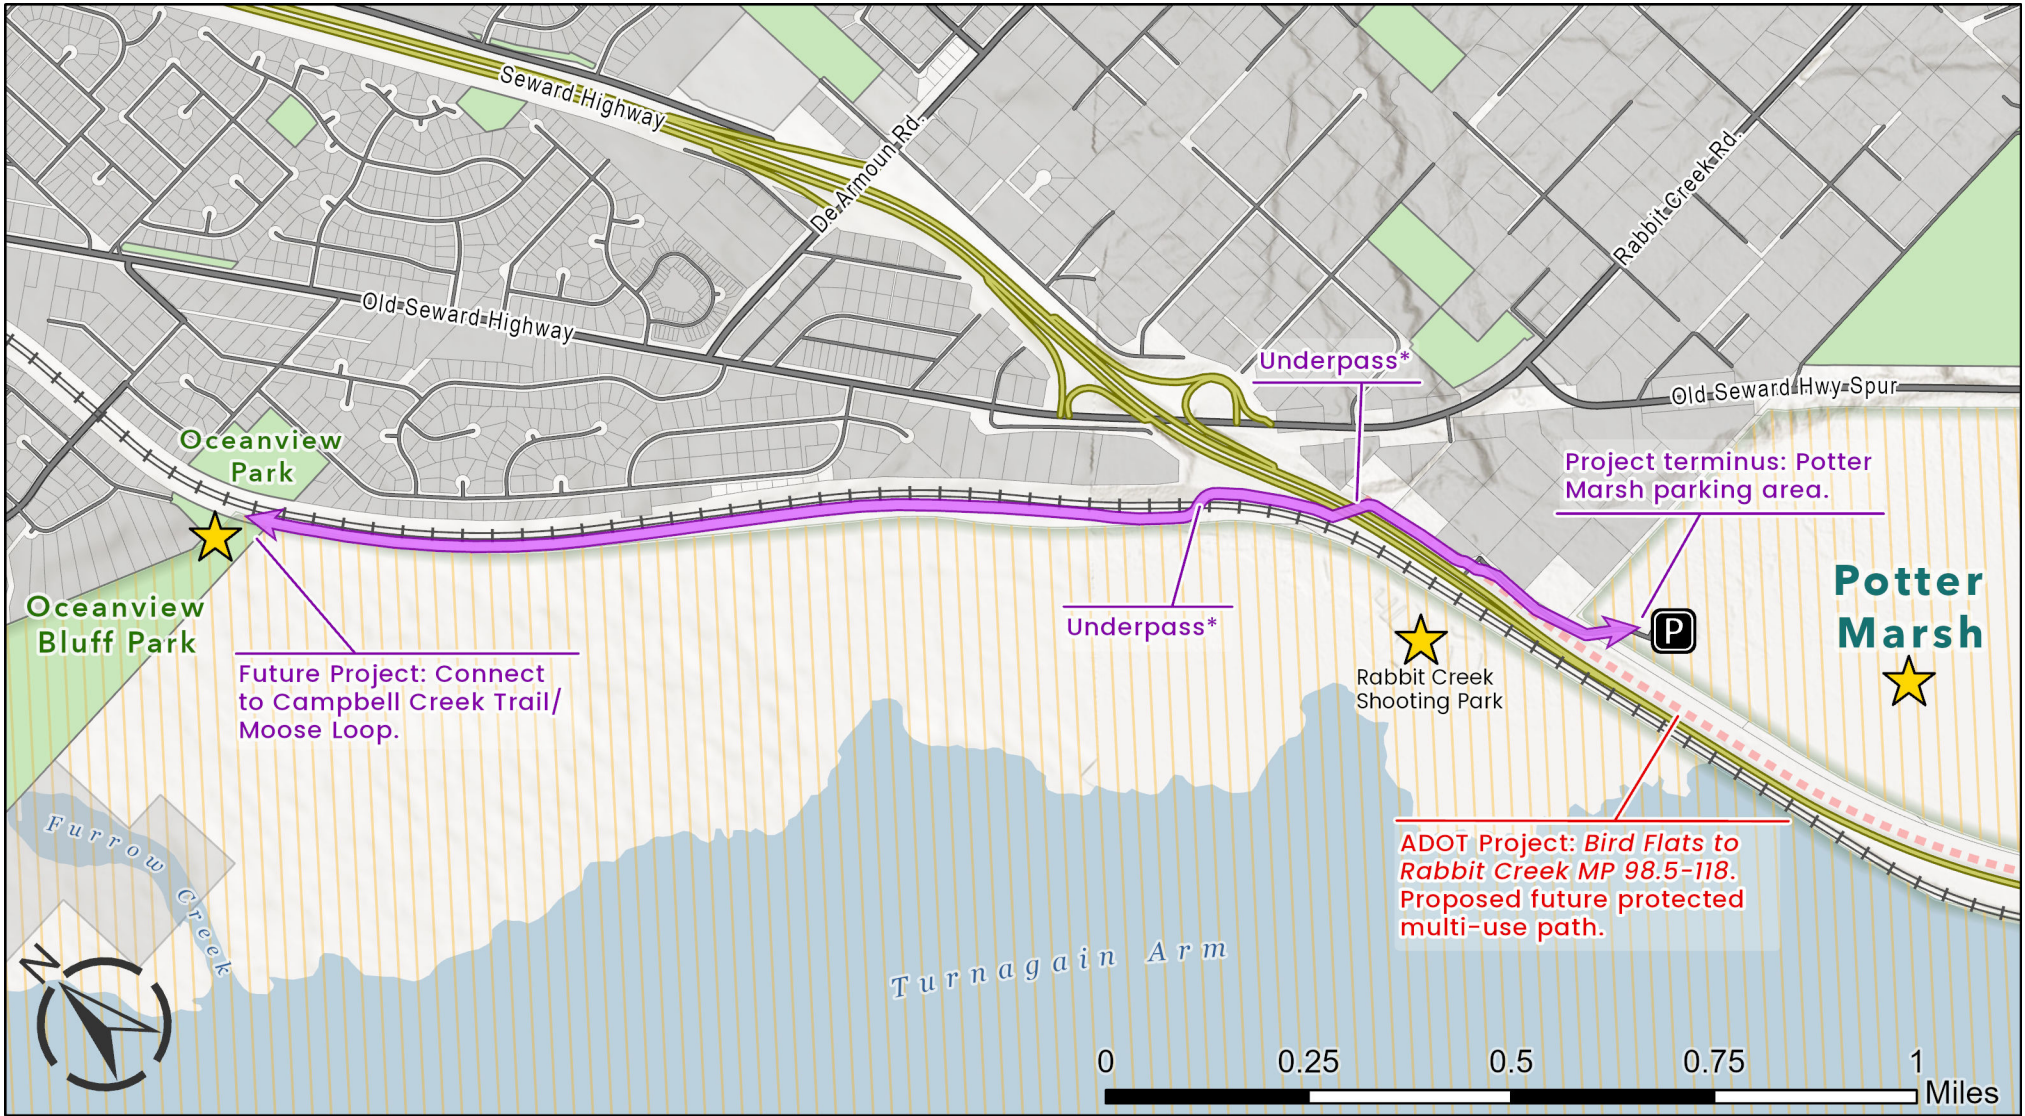 Seward Highway
De Armoun Rd.
Rabbit Creek Rd.
Old Seward Highway
Underpass*
Old Seward Hwy Spur
Oceanview
Park
Project terminus: Potter
Marsh parking area.
Potter
Marsh
Oceanview
Bluff Park
Underpass*
P
Rabbit Creek
Shooting Park
Future Project: Connect
to Campbell Creek Trail/
Moose Loop.
Furrow Creek
ADOT Project: Bird Flats to
Rabbit Creek MP 98.5-118.
Proposed future protected
multi-use path.
Turnagain Arm
N
0 0.25 0.5 0.75 1
Miles